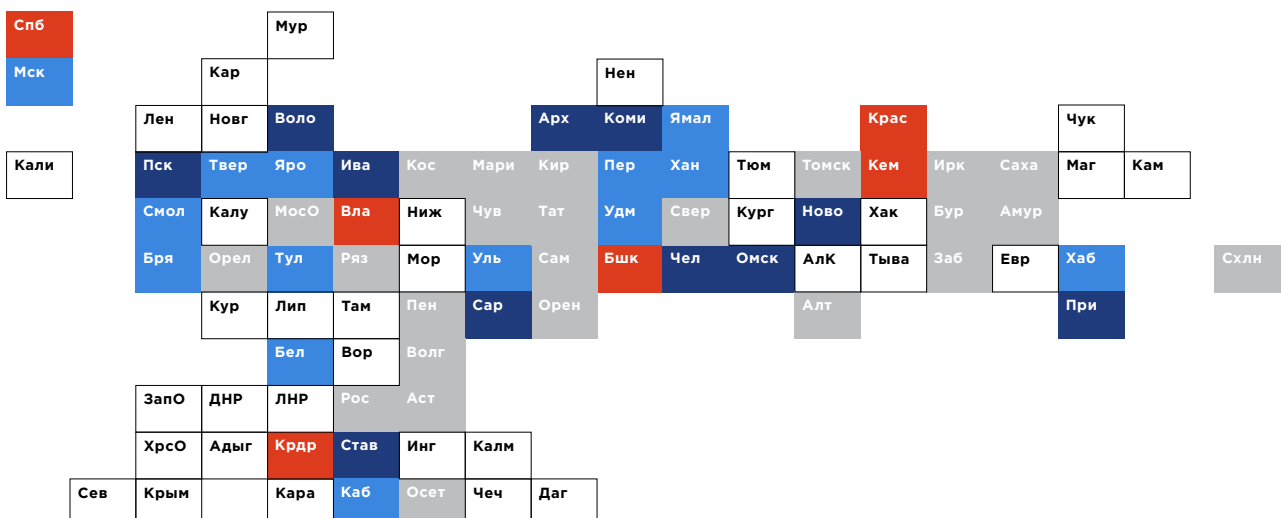 Спб Мур
Мск Кар Нен
Лен Новг Воло Арх Коми Ямал Крас Чук
Кали Пск Твер Яро Ива Кос Мари Кир Пер Хан Тюм Томск Кем Ирк Саха Маг Кам
Смол Калу МосО Вла Ниж Чув Тат Удм Свер Кург Ново Хак Бур Амур
Бря Орел Тул Ряз Мор Уль Сам Бшк Чел Омск АлК Тыва Заб Евр Хаб Схлн
Кур Лип Там Пен Сар Орен Алт При
Бел Вор Волг
ЗапО ДНР ЛНР Рос Аст
ХрсО Адыг Крдр Став Инг Калм
Сев Крым Кара Каб Осет Чеч Даг